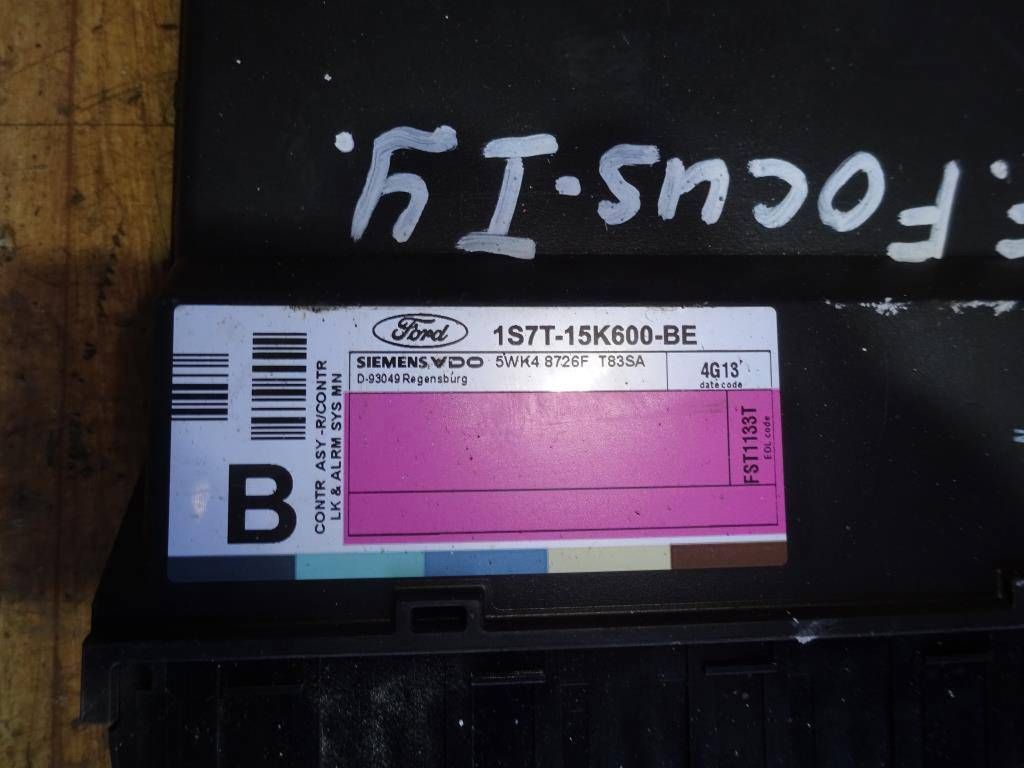 Focus·I
Ford
1S7T-15K600-BE
SIEMENS VDO 5WK4 8726F T83SA
D-93049 Regensburg
4G13
date code
FST1133T
EOL code
CONTR ASY -R/CONTR
LK & ALRM SYS MN
B